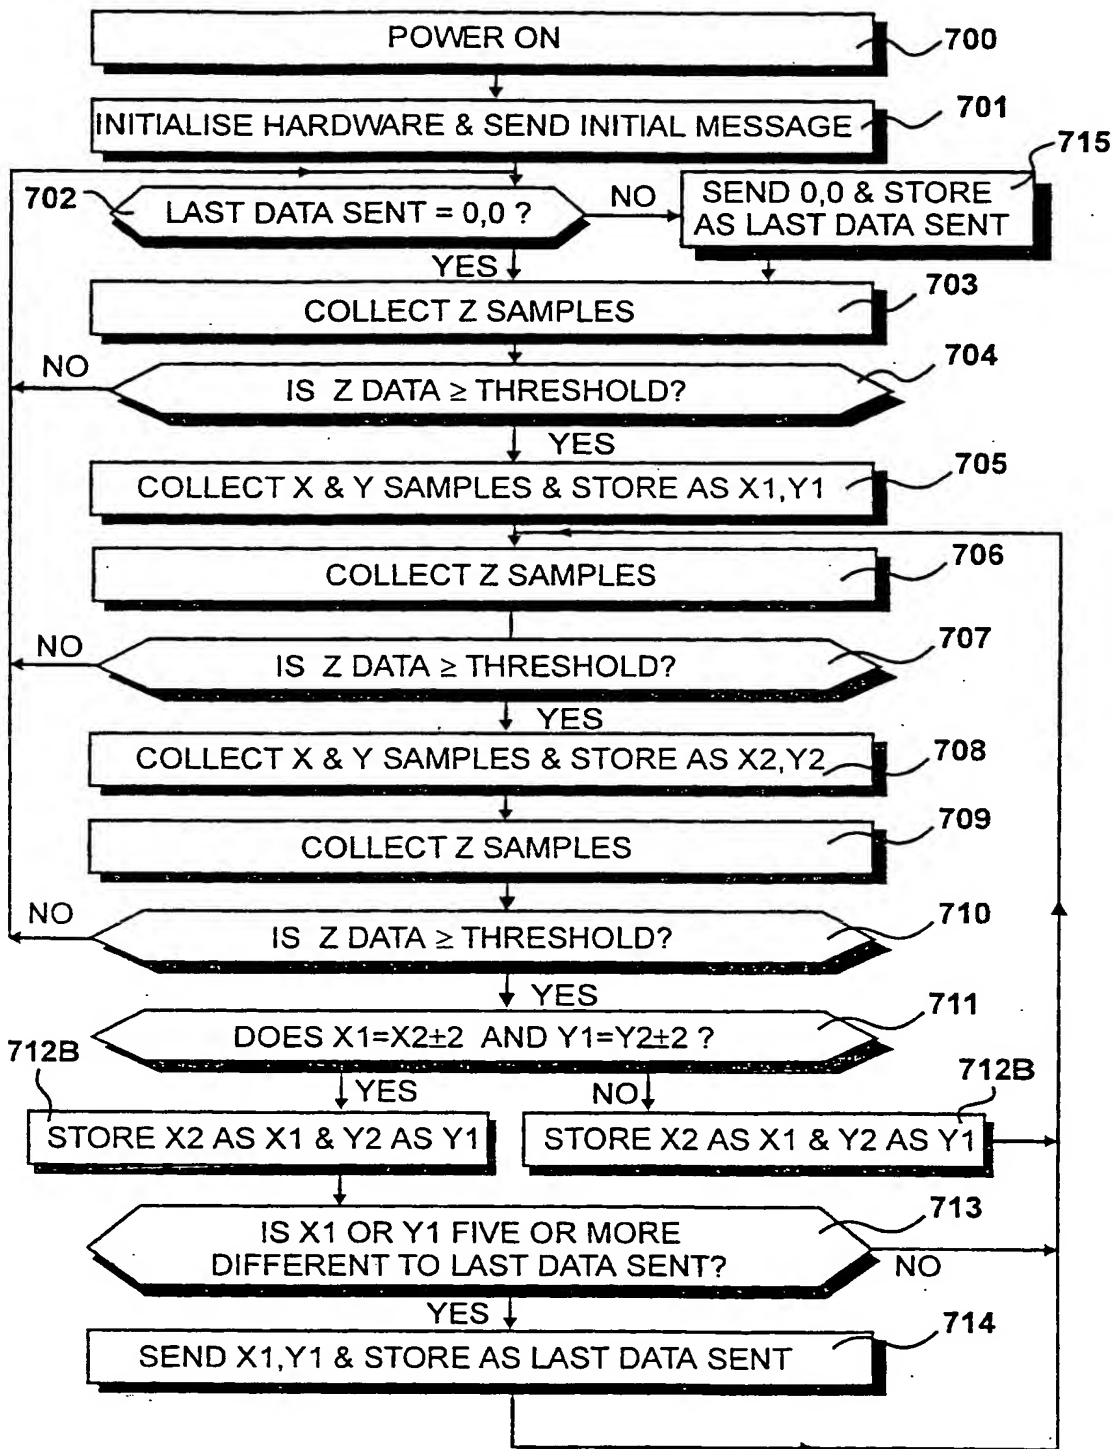 POWER ON
700
INITIALISE HARDWARE & SEND INITIAL MESSAGE
701
702
LAST DATA SENT = 0,0 ?
NO
SEND 0,0 & STORE
AS LAST DATA SENT
715
YES
COLLECT Z SAMPLES
703
NO
IS Z DATA ≥ THRESHOLD?
704
YES
COLLECT X & Y SAMPLES & STORE AS X1,Y1
705
COLLECT Z SAMPLES
706
NO
IS Z DATA ≥ THRESHOLD?
707
YES
COLLECT X & Y SAMPLES & STORE AS X2,Y2
708
COLLECT Z SAMPLES
709
NO
IS Z DATA ≥ THRESHOLD?
710
YES
DOES X1=X2±2 AND Y1=Y2±2 ?
711
712B
YES
NO
712B
STORE X2 AS X1 & Y2 AS Y1
STORE X2 AS X1 & Y2 AS Y1
IS X1 OR Y1 FIVE OR MORE
DIFFERENT TO LAST DATA SENT?
713
NO
YES
SEND X1,Y1 & STORE AS LAST DATA SENT
714